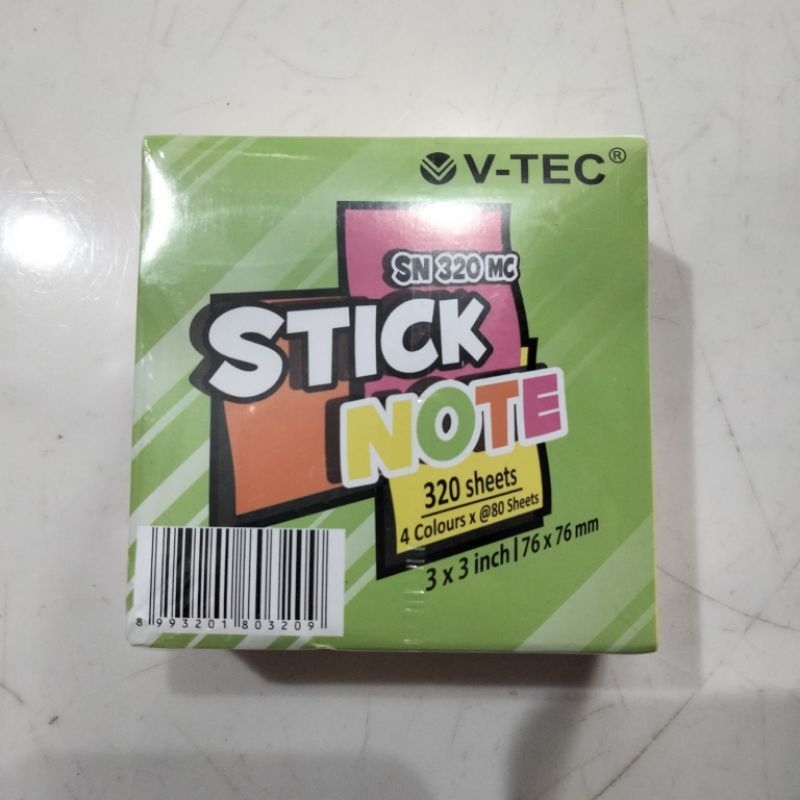 V-TEC®
SN 320 MC
STICK
NOTE
320 sheets
4 Colours x @80 Sheets
3 x 3 inch | 76 x 76 mm
8 993201 803209